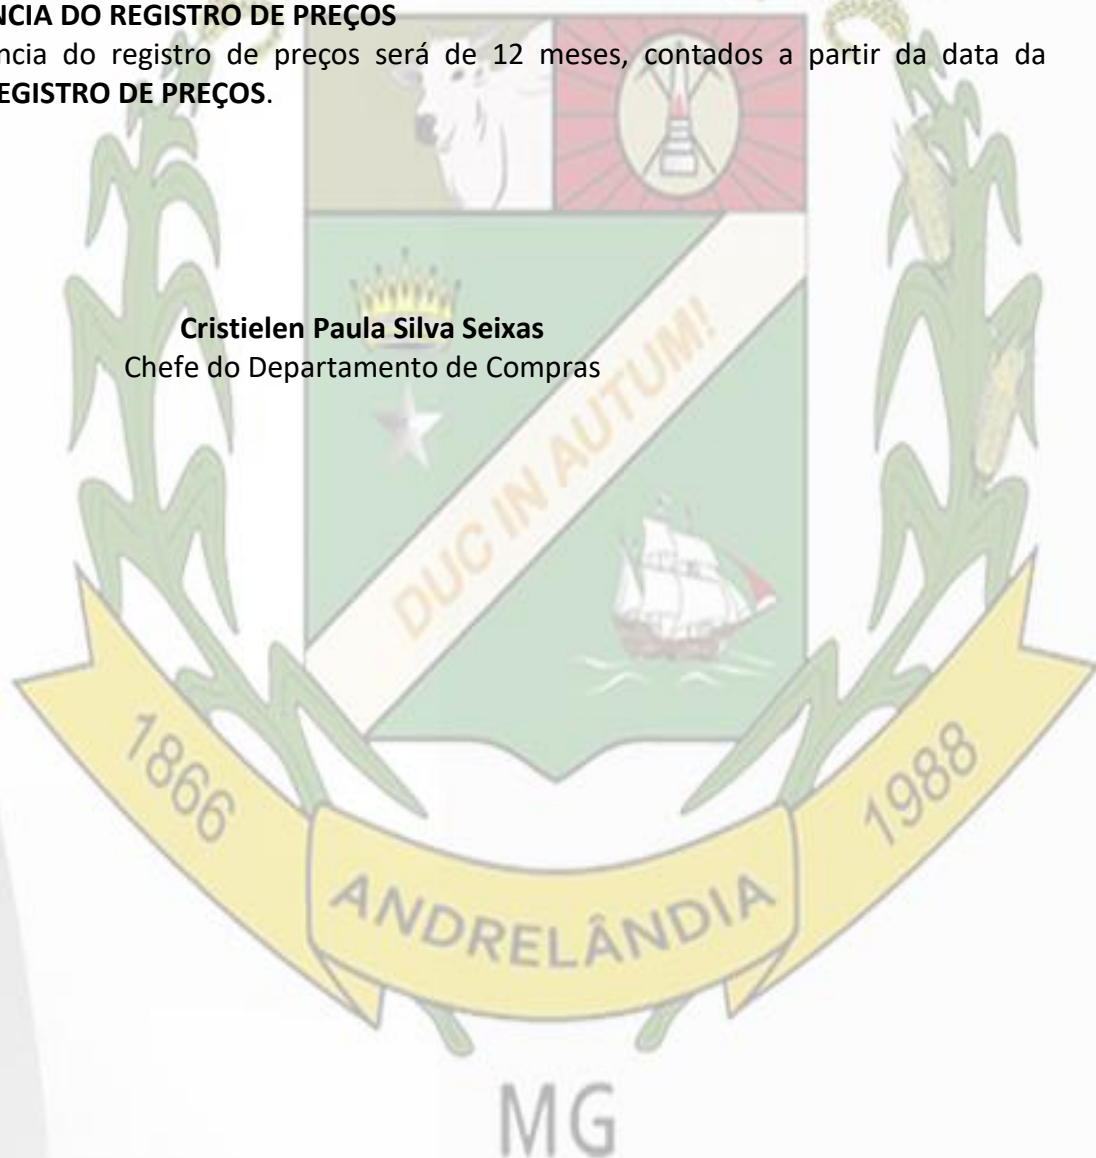 NCIA DO REGISTRO DE PREÇOS
ncia do registro de preços será de 12 meses, contados a partir da data da
EGISTRO DE PREÇOS.
Cristielen Paula Silva Seixas
Chefe do Departamento de Compras
DUC IN AUTUM!
1866
ANDRELÂNDIA
1988
MG